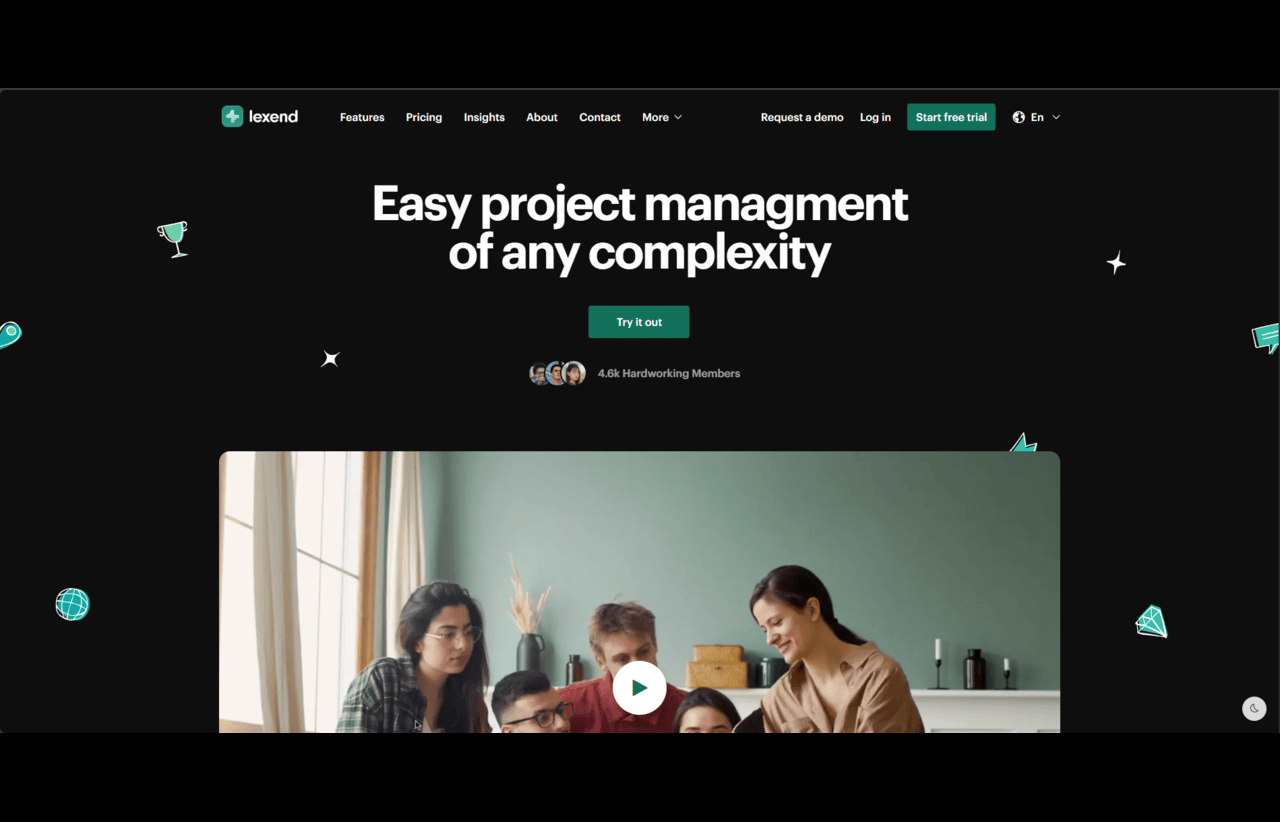 lexend
Features Pricing Insights About Contact More
Request a demo Log in Start free trial En
Easy project managment
of any complexity
Try it out
4.6k Hardworking Members